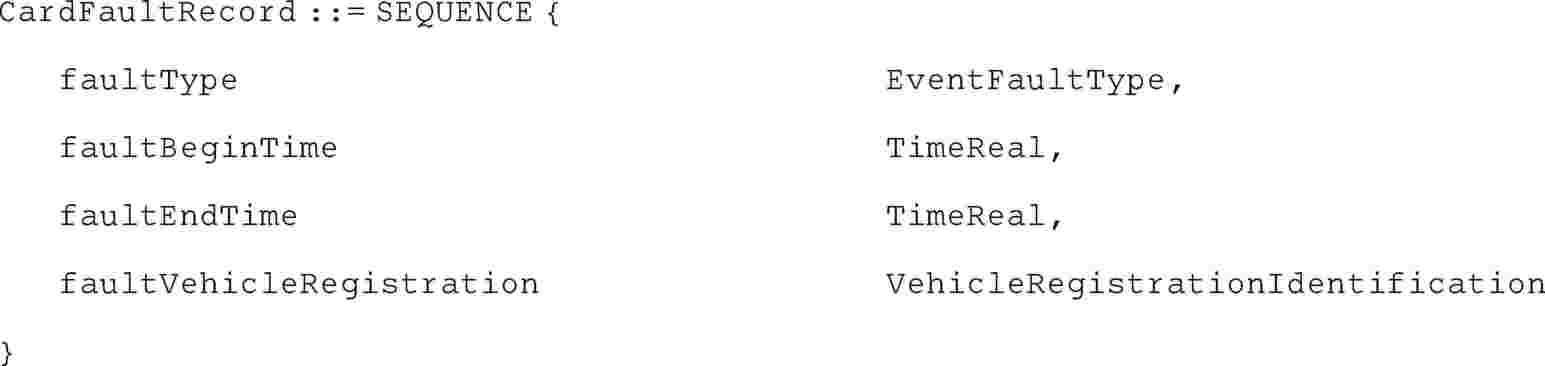 CardFaultRecord ::= SEQUENCE {
faultType EventFaultType,
faultBeginTime TimeReal,
faultEndTime TimeReal,
faultVehicleRegistration VehicleRegistrationIdentification
}